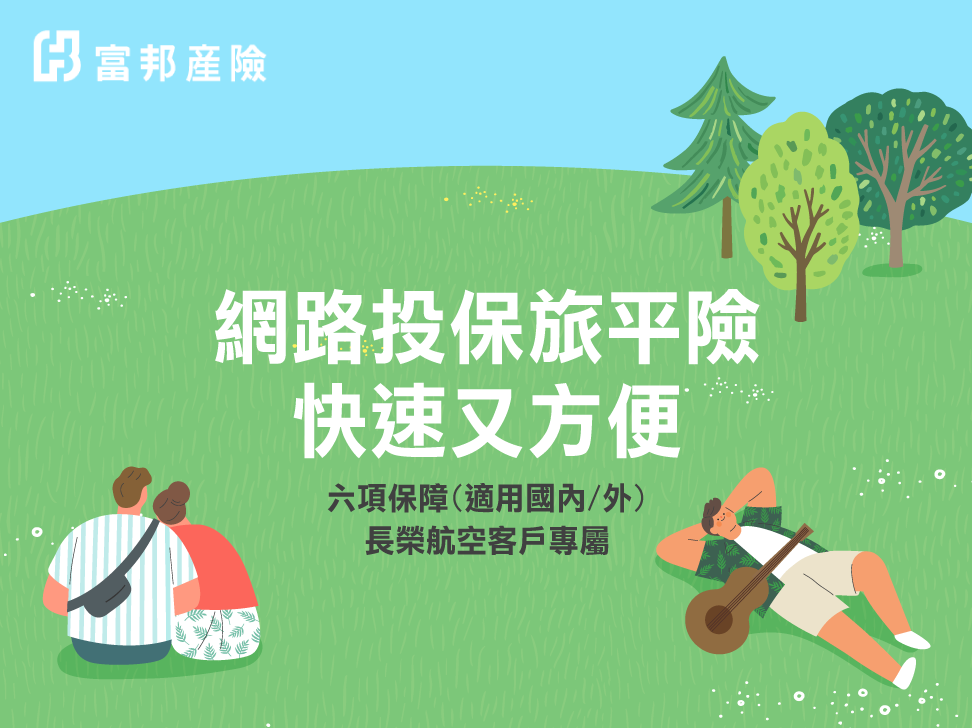 富邦產險
網路投保旅平險
快速又方便
六項保障(適用國內/外)
長榮航空客戶專屬